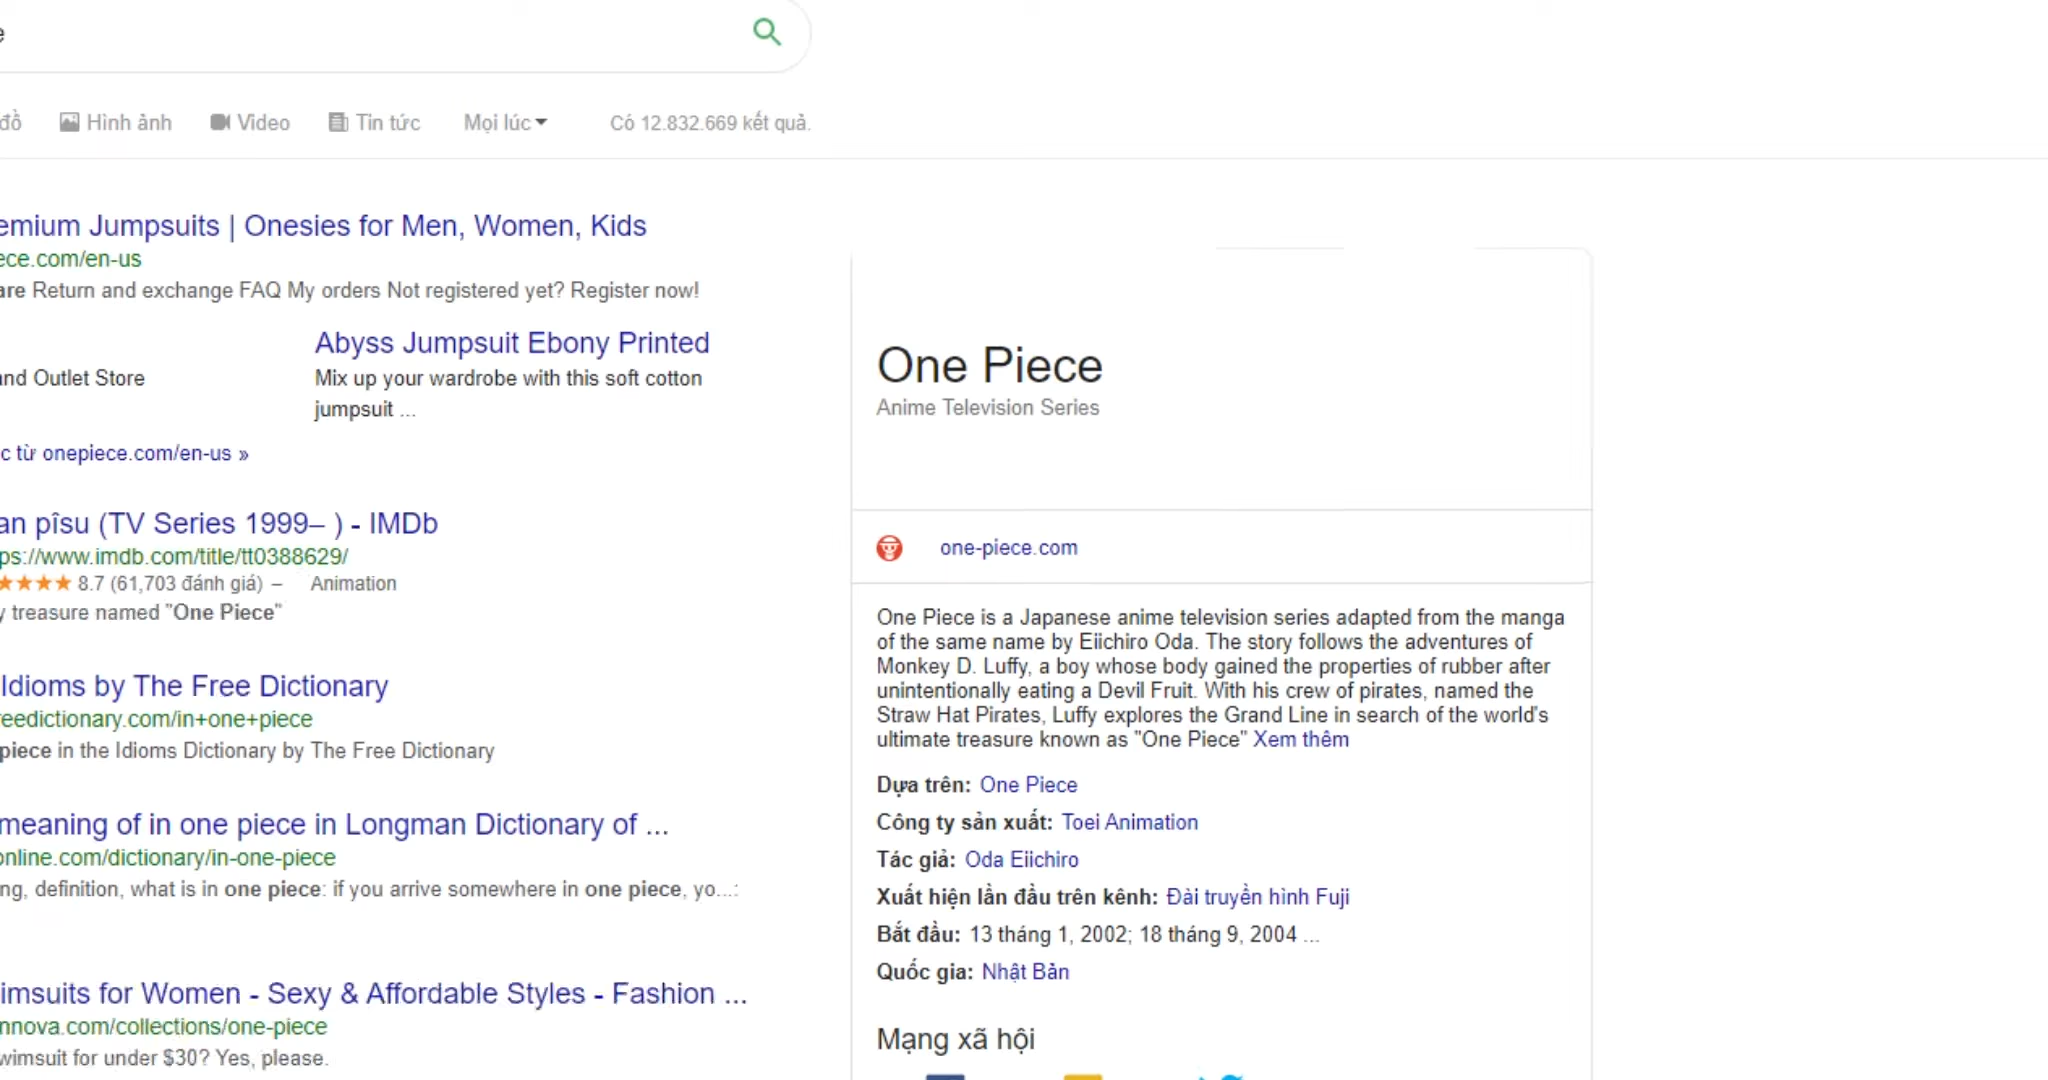 e
đồ Hình ảnh Video Tin tức Mọi lúc Có 12.832.669 kết quả.
emium Jumpsuits | Onesies for Men, Women, Kids
ece.com/en-us
are Return and exchange FAQ My orders Not registered yet? Register now!
Abyss Jumpsuit Ebony Printed
and Outlet Store
Mix up your wardrobe with this soft cotton
jumpsuit ...
c từ onepiece.com/en-us »
an pîsu (TV Series 1999– ) - IMDb
ps://www.imdb.com/title/tt0388629/
8.7 (61,703 đánh giá) – Animation
y treasure named "One Piece"
Idioms by The Free Dictionary
reedictionary.com/in+one+piece
piece in the Idioms Dictionary by The Free Dictionary
meaning of in one piece in Longman Dictionary of ...
online.com/dictionary/in-one-piece
ng, definition, what is in one piece: if you arrive somewhere in one piece, yo...:
imsuits for Women - Sexy & Affordable Styles - Fashion ...
nnova.com/collections/one-piece
wimsuit for under $30? Yes, please.
One Piece
Anime Television Series
one-piece.com
One Piece is a Japanese anime television series adapted from the manga
of the same name by Eiichiro Oda. The story follows the adventures of
Monkey D. Luffy, a boy whose body gained the properties of rubber after
unintentionally eating a Devil Fruit. With his crew of pirates, named the
Straw Hat Pirates, Luffy explores the Grand Line in search of the world's
ultimate treasure known as "One Piece" Xem thêm
Dựa trên: One Piece
Công ty sản xuất: Toei Animation
Tác giả: Oda Eiichiro
Xuất hiện lần đầu trên kênh: Đài truyền hình Fuji
Bắt đầu: 13 tháng 1, 2002; 18 tháng 9, 2004 ...
Quốc gia: Nhật Bản
Mạng xã hội